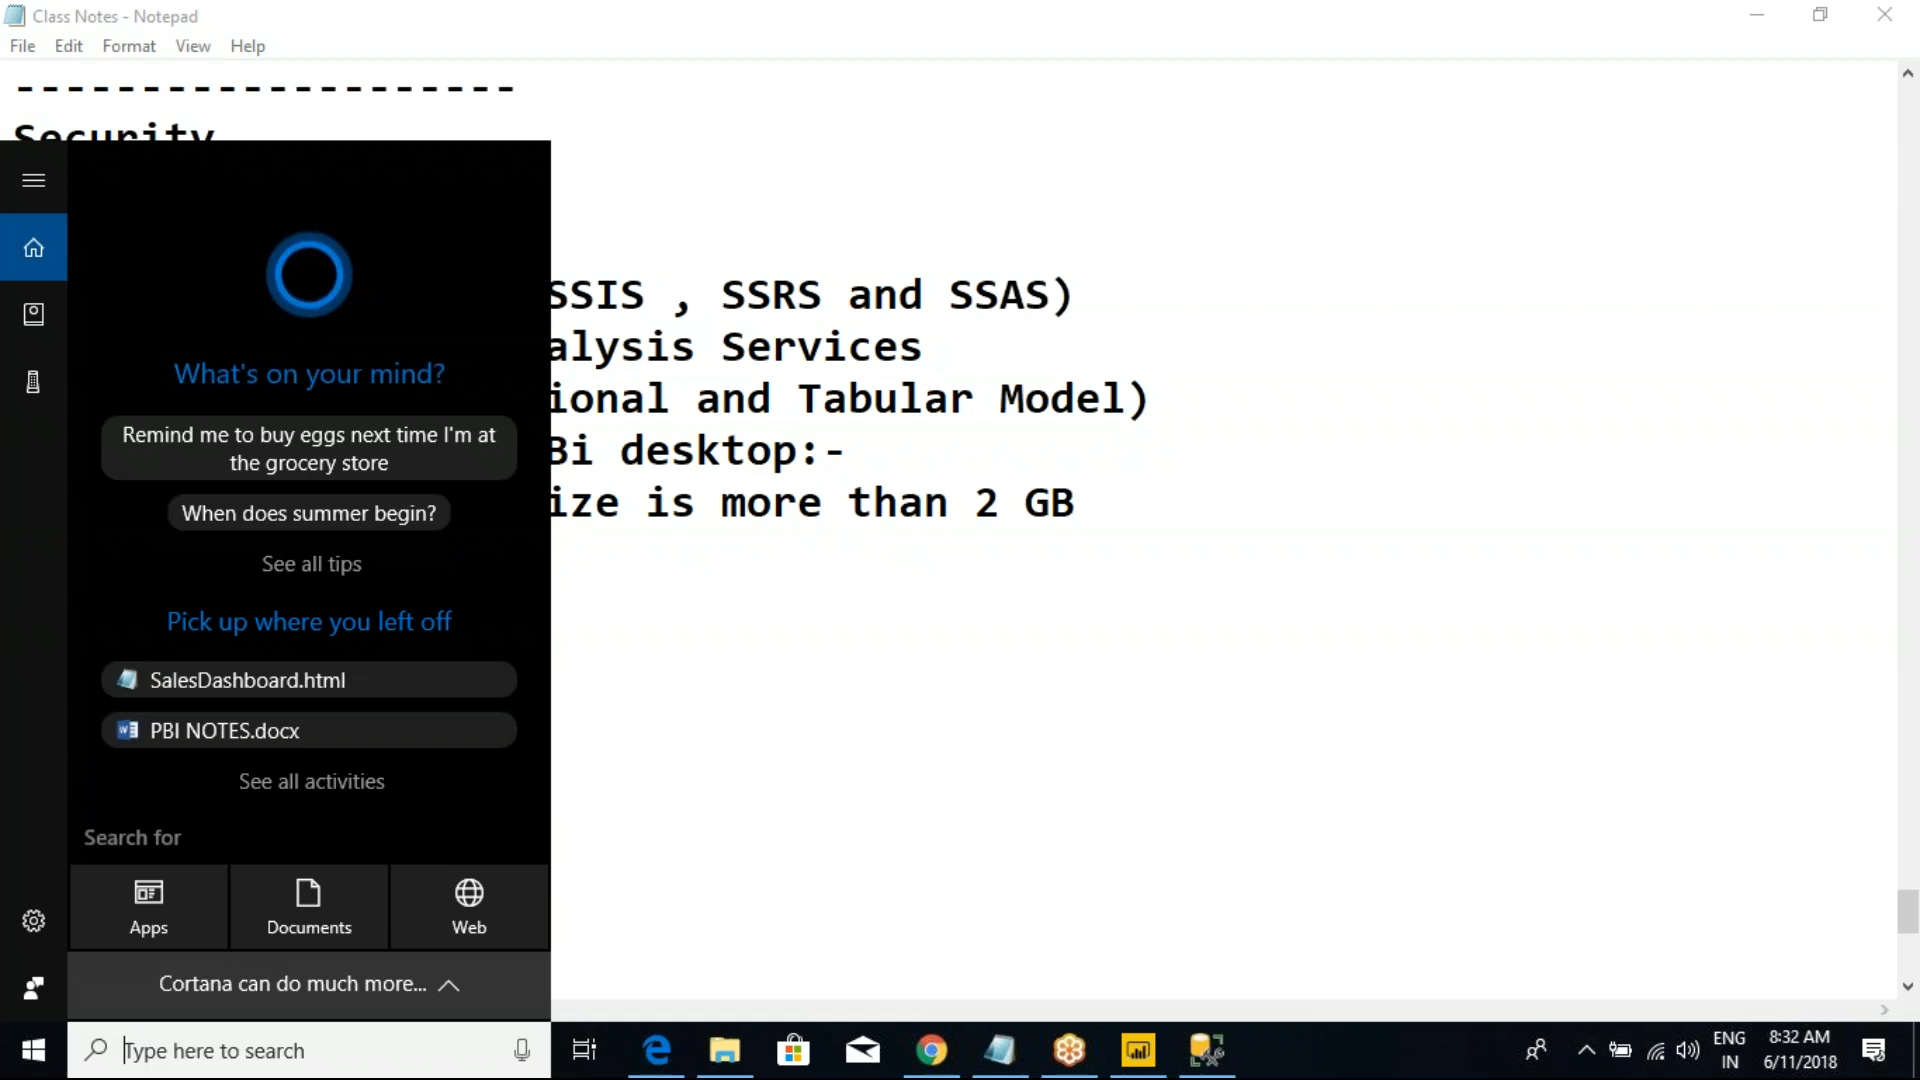 Class Notes - Notepad
File Edit Format View Help
--------------------
Security
SSIS , SSRS and SSAS)
alysis Services
ional and Tabular Model)
Bi desktop:-
ize is more than 2 GB
What's on your mind?
Remind me to buy eggs next time I'm at
the grocery store
When does summer begin?
See all tips
Pick up where you left off
SalesDashboard.html
PBI NOTES.docx
See all activities
Search for
Apps Documents Web
Cortana can do much more...
Type here to search
ENG
IN
8:32 AM
6/11/2018